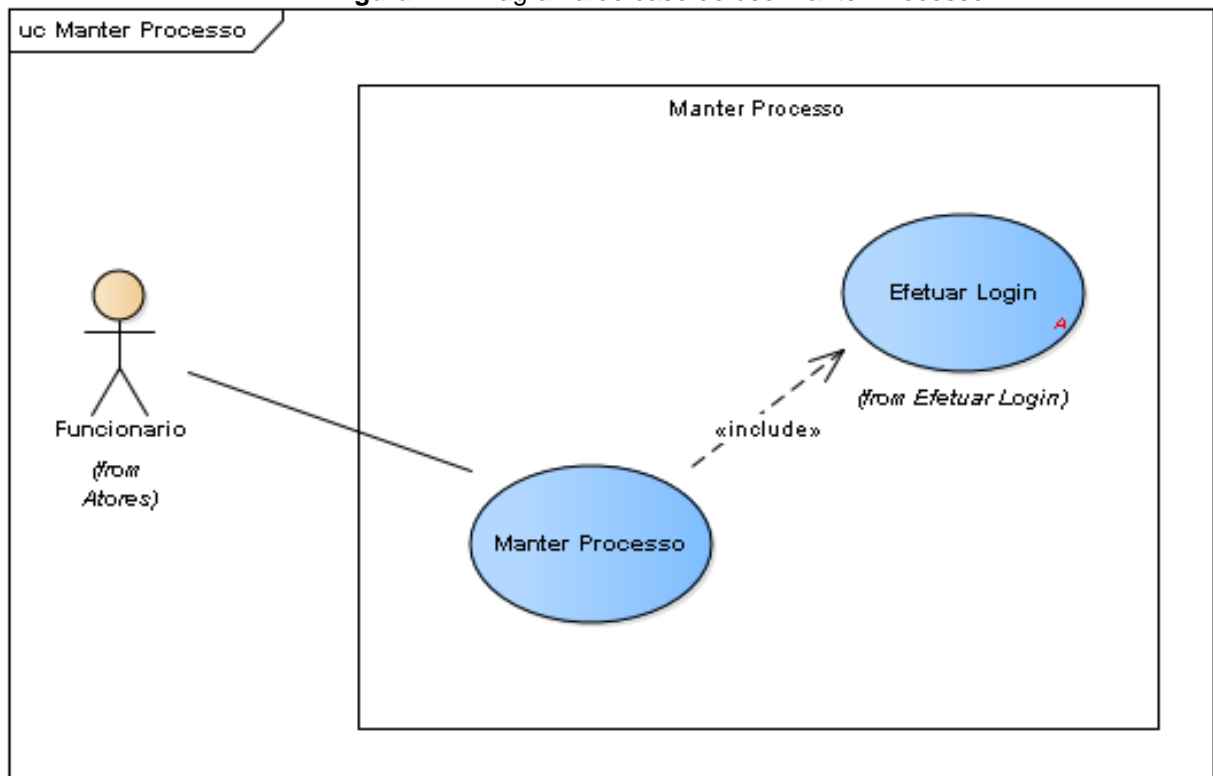 uc Manter Processo
Manter Processo
Efetuar Login
A
(from Efetuar Login)
«include»
Funcionario
(from
Atores)
Manter Processo